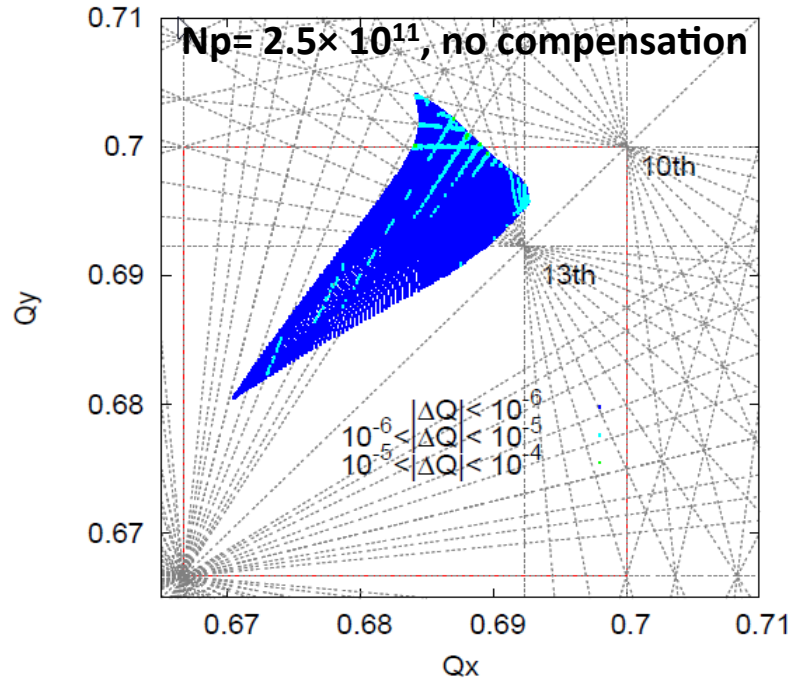 Np= 2.5× 10¹¹, no compensation
0.71
0.7
0.69
0.68
0.67
Qy
10th
13th
|ΔQ|< 10⁻⁶
10⁻⁶<|ΔQ|< 10⁻⁵
10⁻⁵<|ΔQ|< 10⁻⁴
0.67 0.68 0.69 0.7 0.71
Qx